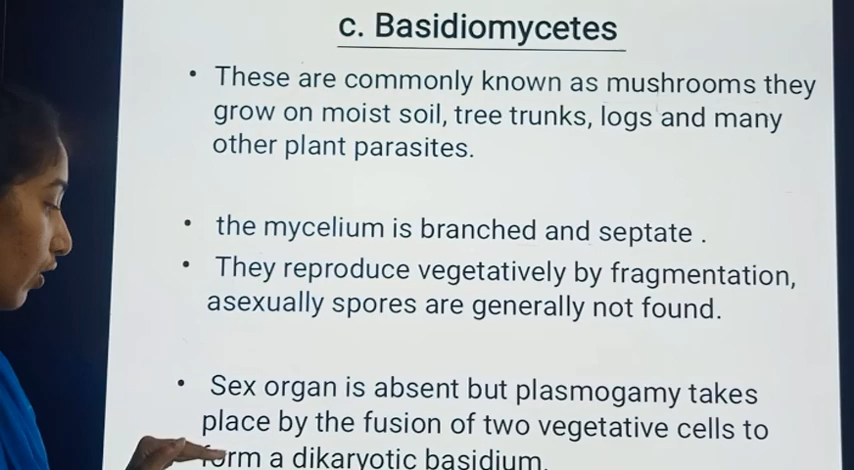 c. Basidiomycetes
• These are commonly known as mushrooms they
grow on moist soil, tree trunks, logs and many
other plant parasites.
• the mycelium is branched and septate .
• They reproduce vegetatively by fragmentation,
asexually spores are generally not found.
• Sex organ is absent but plasmogamy takes
place by the fusion of two vegetative cells to
form a dikaryotic basidium.